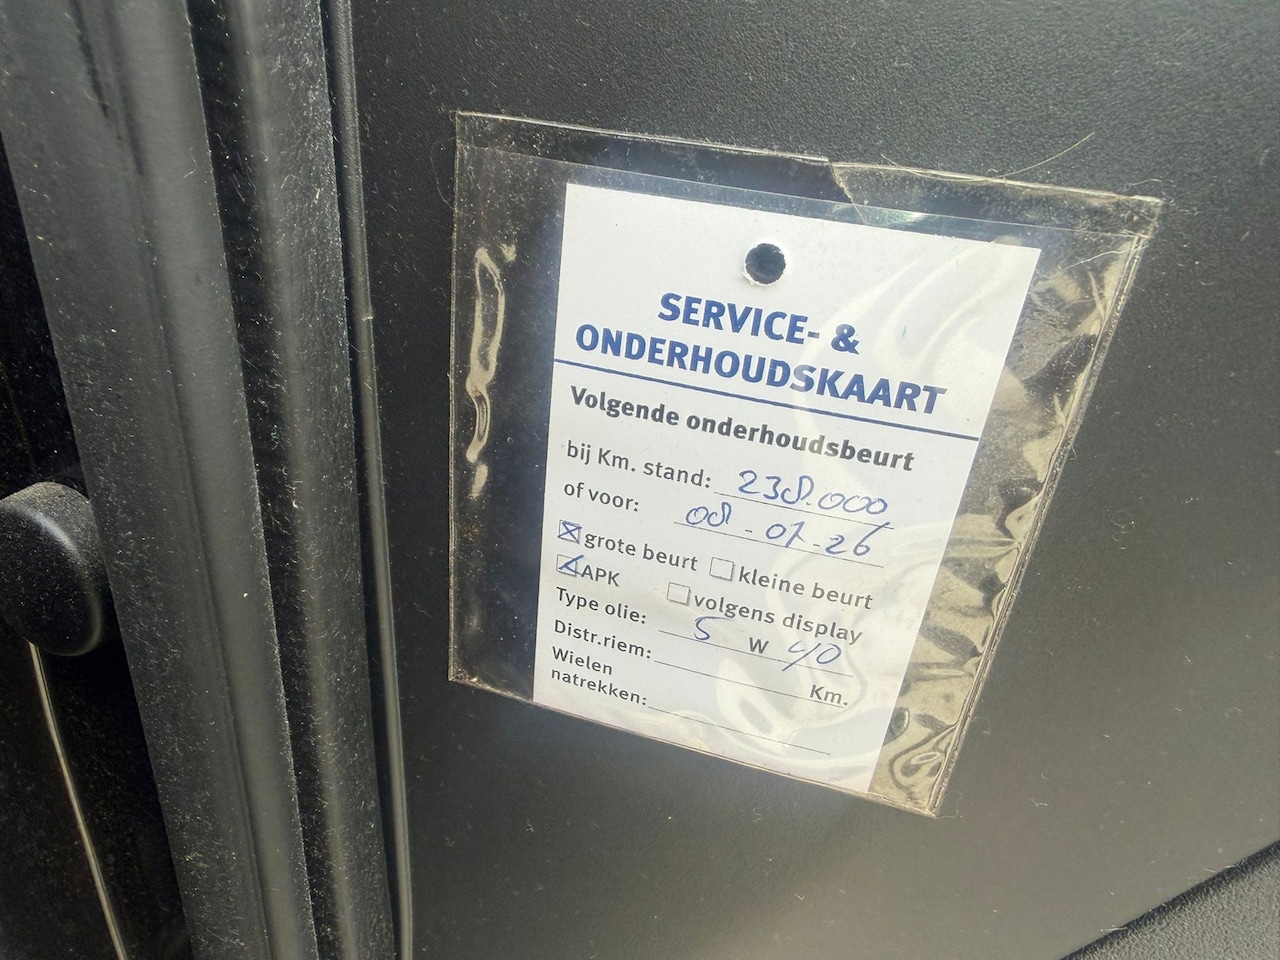 SERVICE- &
ONDERHOUDSKAART
Volgende onderhoudsbeurt
bij Km. stand: 238.000
of voor: 08-07-26
grote beurt kleine beurt
APK volgens display
Type olie: 5 W 40
Distr.riem: Km.
Wielen
natrekken: